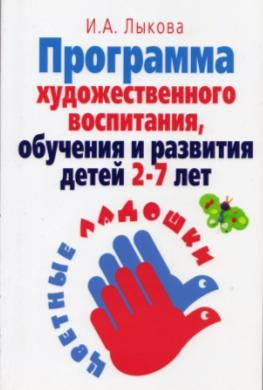 И.А. Лыкова
Программа
художественного
воспитания,
обучения и развития
детей 2-7 лет
ЦВЕТНЫЕ ЛАДОШКИ